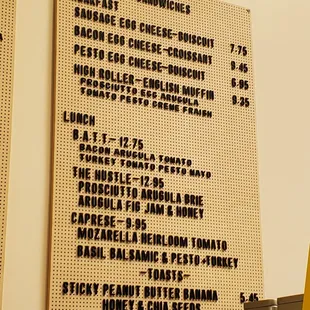 SANDWICHES
KFAST
SAUSAGE EGG CHEESE-BUISCUIT 7.75
BACON EGG CHEESE-CROISSANT 9.45
PESTO EGG CHEESE-BUISCUIT 6.95
HIGH ROLLER-ENGLISH MUFFIN 9.35
PROSCIUTTO EGG ARUGULA
TOMATO PESTO CREME FRAISH
LUNCH
B.A.T.T.- 12.75
BACON ARUGULA TOMATO
TURKEY TOMATO PESTO MAYO
THE HUSTLE-12.95
PROSCIUTTO ARUGULA BRIE
ARUGULA FIG JAM & HONEY
CAPRESE-9.95
MOZARELLA HEIRLOOM TOMATO
BASIL BALSAMIC & PESTO +TURKEY
-TOASTS-
STICKY PEANUT BUTTER BANANA 5.45
HONEY & CHIA SEEDS